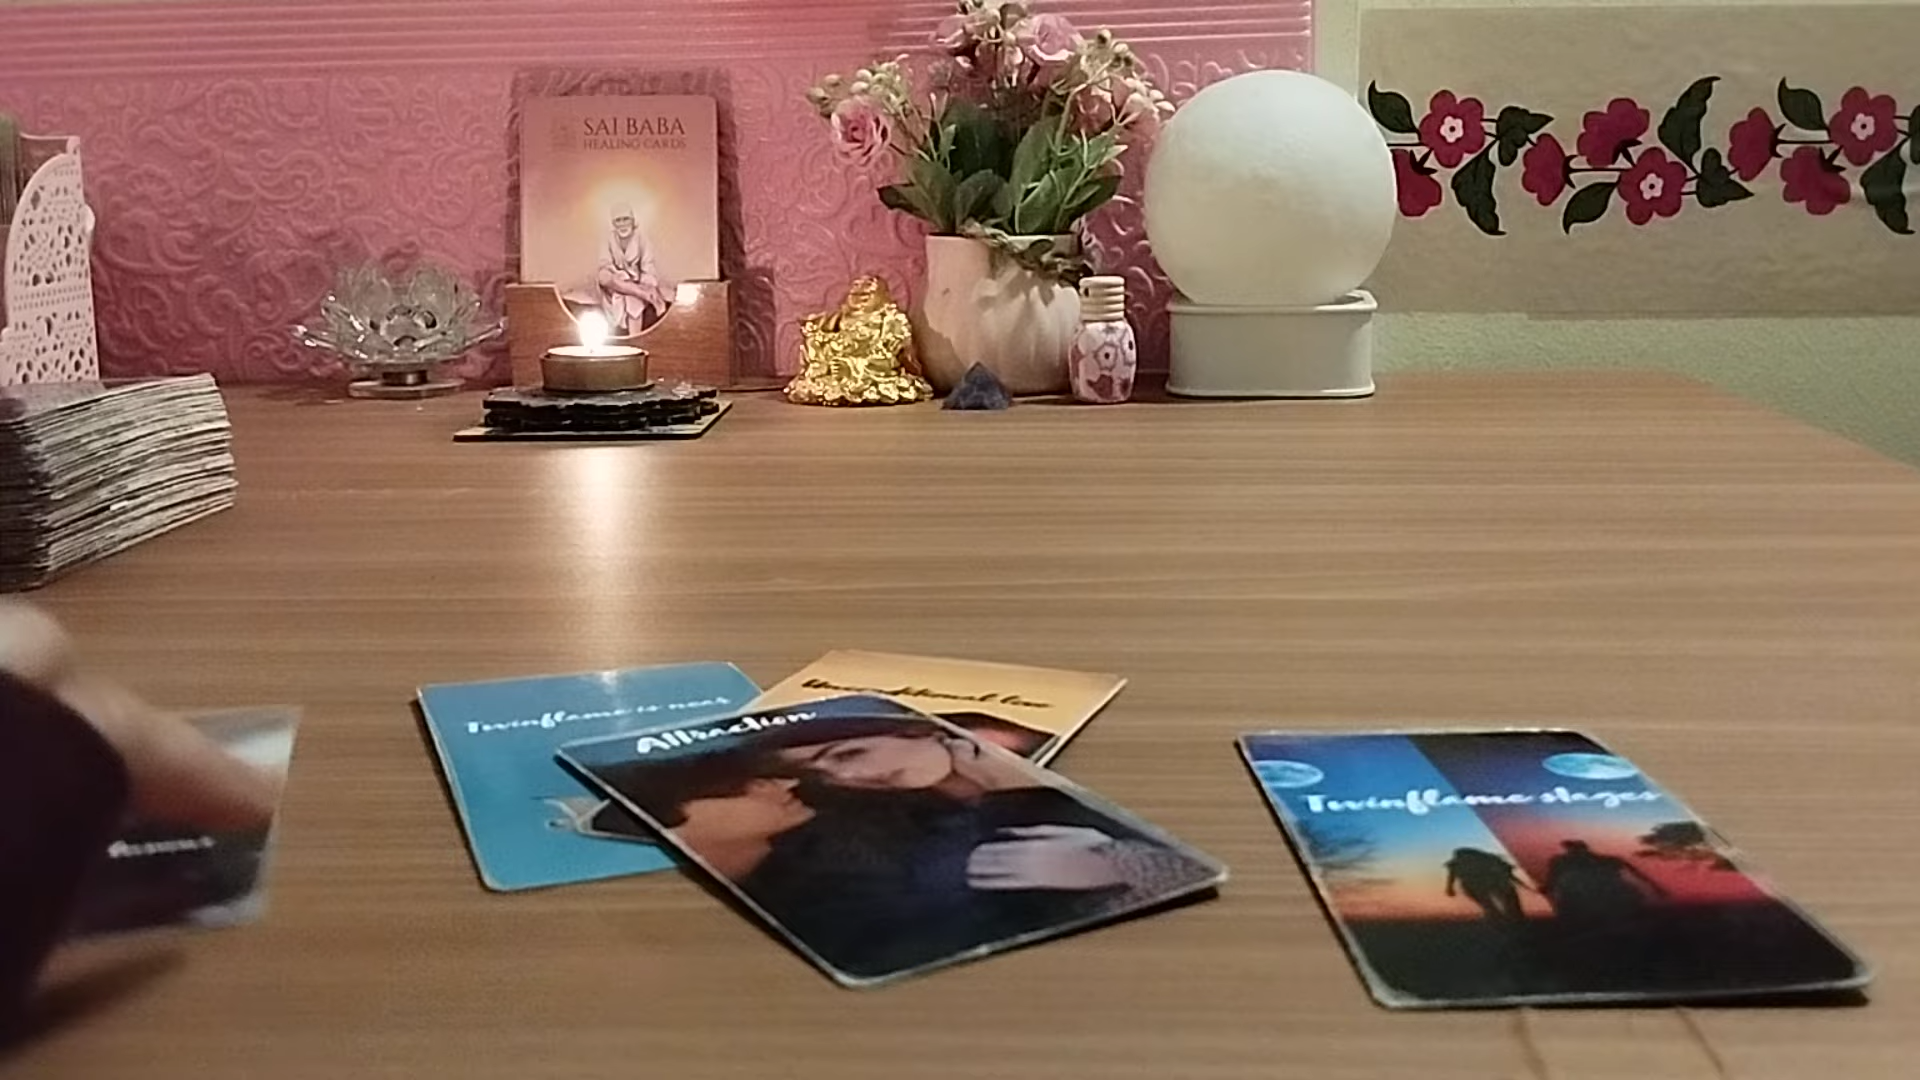 SAI BABA
HEALING CARDS
Twinflame is near
Unconditional love
Attraction
Twinflame stages